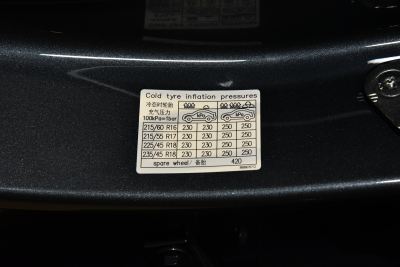 Cold tyre inflation pressures
冷态时轮胎
充气压力
100kPa=1bar
kPa kPa
215/60 R16 230 230 250 250
215/55 R17 230 230 250 250
225/45 R18 230 230 250 250
235/45 R18 230 230 250 250
spare wheel/ 备胎 420